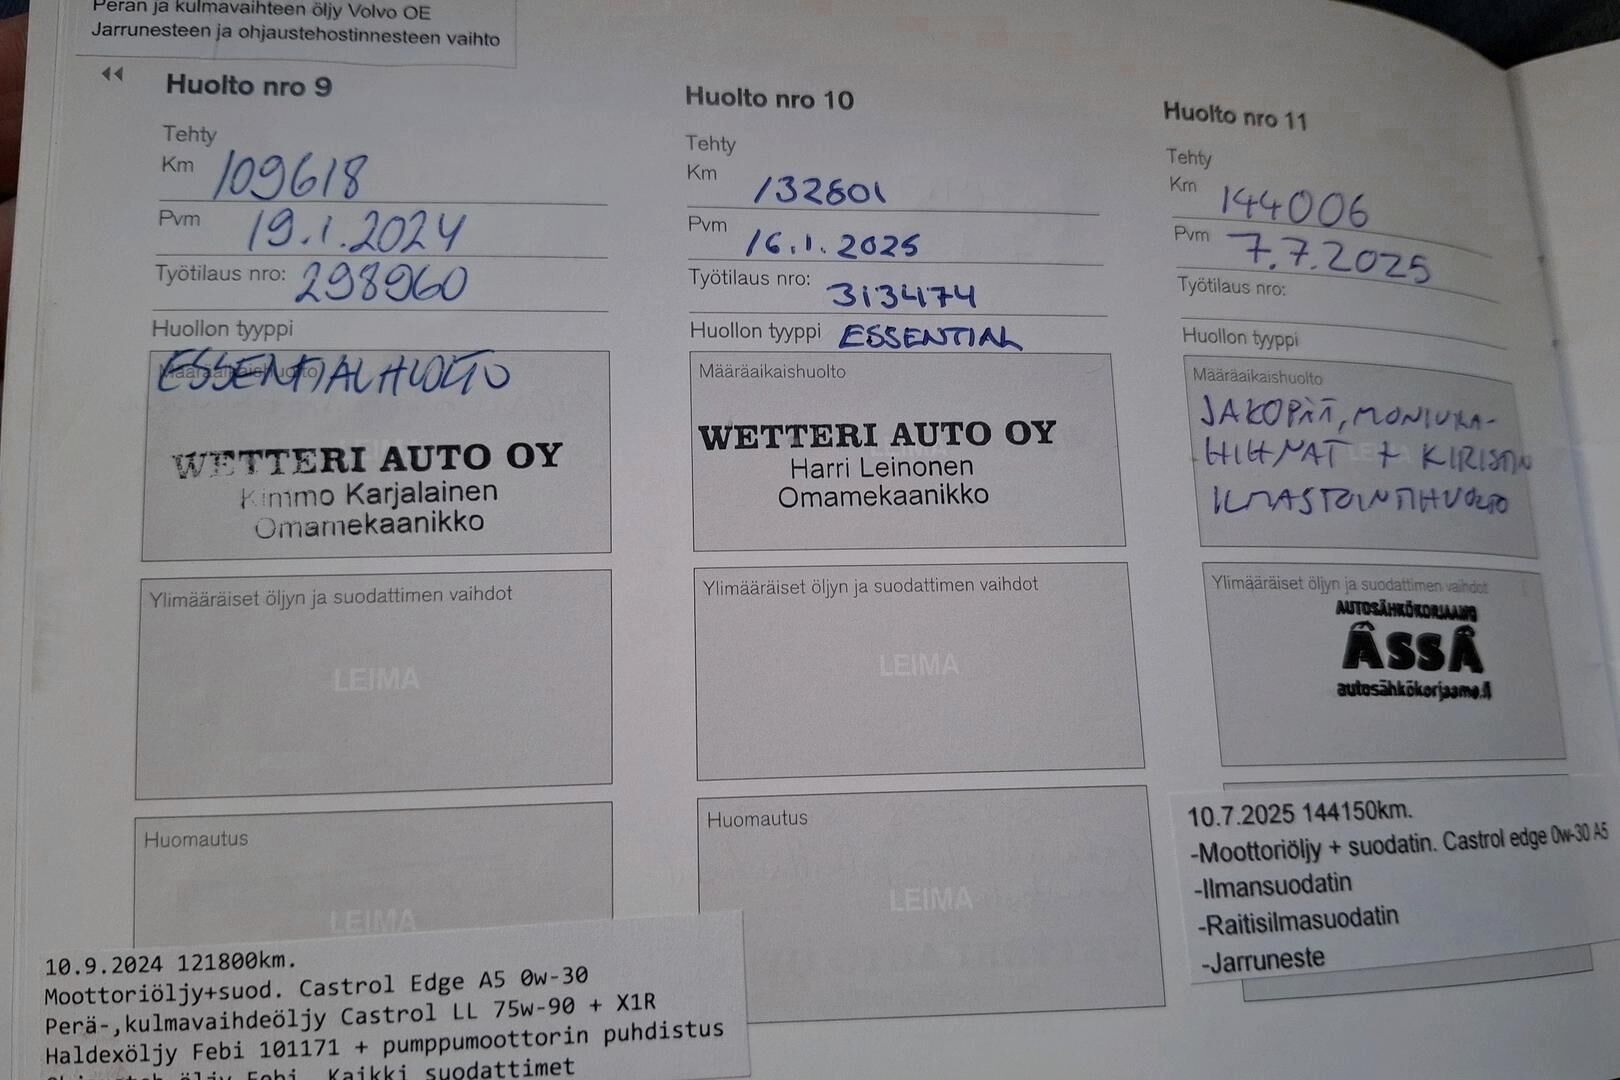 Perän ja kulmavaihteen öljy Volvo OE
Jarrunesteen ja ohjaustehostinnesteen vaihto
Huolto nro 9
Tehty
Km 109618
Pvm 19.1.2024
Työtilaus nro: 298960
Huollon tyyppi
Määräaikaishuolto
ESSENTIAL HUOLTO
WETTERI AUTO OY
Kimmo Karjalainen
Omamekaanikko
Ylimääräiset öljyn ja suodattimen vaihdot
LEIMA
Huomautus
LEIMA
10.9.2024 121800km.
Moottoriöljy+suod. Castrol Edge A5 0w-30
Perä-,kulmavaihdeöljy Castrol LL 75w-90 + X1R
Haldexöljy Febi 101171 + pumppumoottorin puhdistus
öljy Febi. Kaikki suodattimet
Huolto nro 10
Tehty
Km 132801
Pvm 16.1.2025
Työtilaus nro: 313474
Huollon tyyppi ESSENTIAL
Määräaikaishuolto
WETTERI AUTO OY
Harri Leinonen
Omamekaanikko
Ylimääräiset öljyn ja suodattimen vaihdot
LEIMA
Huomautus
LEIMA
Huolto nro 11
Tehty
Km 144006
Pvm 7.7.2025
Työtilaus nro:
Huollon tyyppi
Määräaikaishuolto
JAKOPÄÄ, MONIURA-
HIHNAT + KIRISTIN
ILMASTOINTIHUOLTO
Ylimääräiset öljyn ja suodattimen vaihdot
AUTOSÄHKÖKORJAAMO
ÄSSÄ
autosähkökorjaamo.fi
10.7.2025 144150km.
-Moottoriöljy + suodatin. Castrol edge 0w-30 A5
-Ilmansuodatin
-Raitisilmasuodatin
-Jarruneste